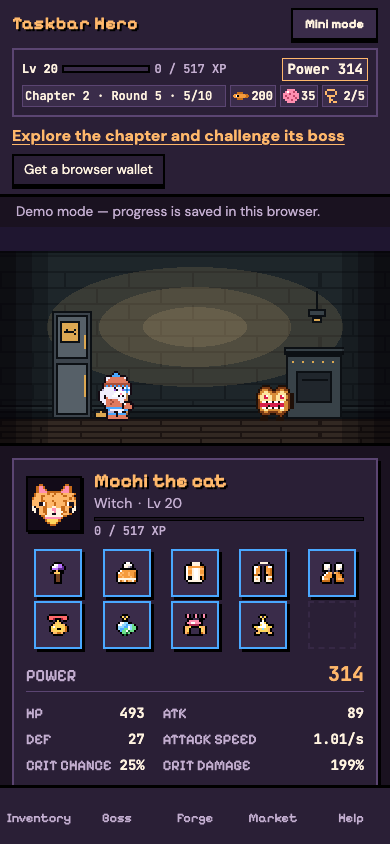 Taskbar Hero
Mini mode
Lv 20 0 / 517 XP Power 314
Chapter 2 · Round 5 · 5/10 200 35 2/5
Explore the chapter and challenge its boss
Get a browser wallet
Demo mode — progress is saved in this browser.
Mochi the cat
Witch · Lv 20
0 / 517 XP
POWER 314
HP 493 ATK 89
DEF 27 ATTACK SPEED 1.01/s
CRIT CHANCE 25% CRIT DAMAGE 199%
Inventory Boss Forge Market Help